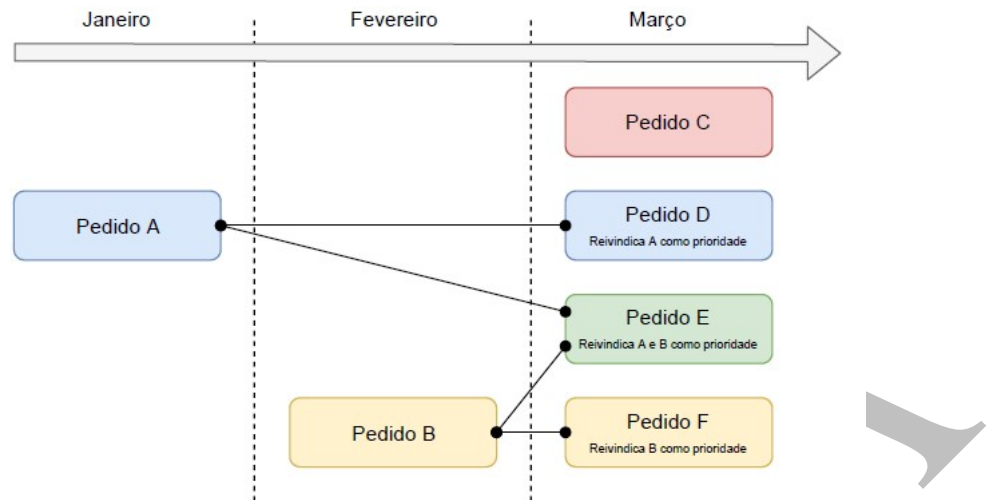 Janeiro
Fevereiro
Março
Pedido C
Pedido A
Pedido D
Reivindica A como prioridade
Pedido E
Reivindica A e B como prioridade
Pedido B
Pedido F
Reivindica B como prioridade